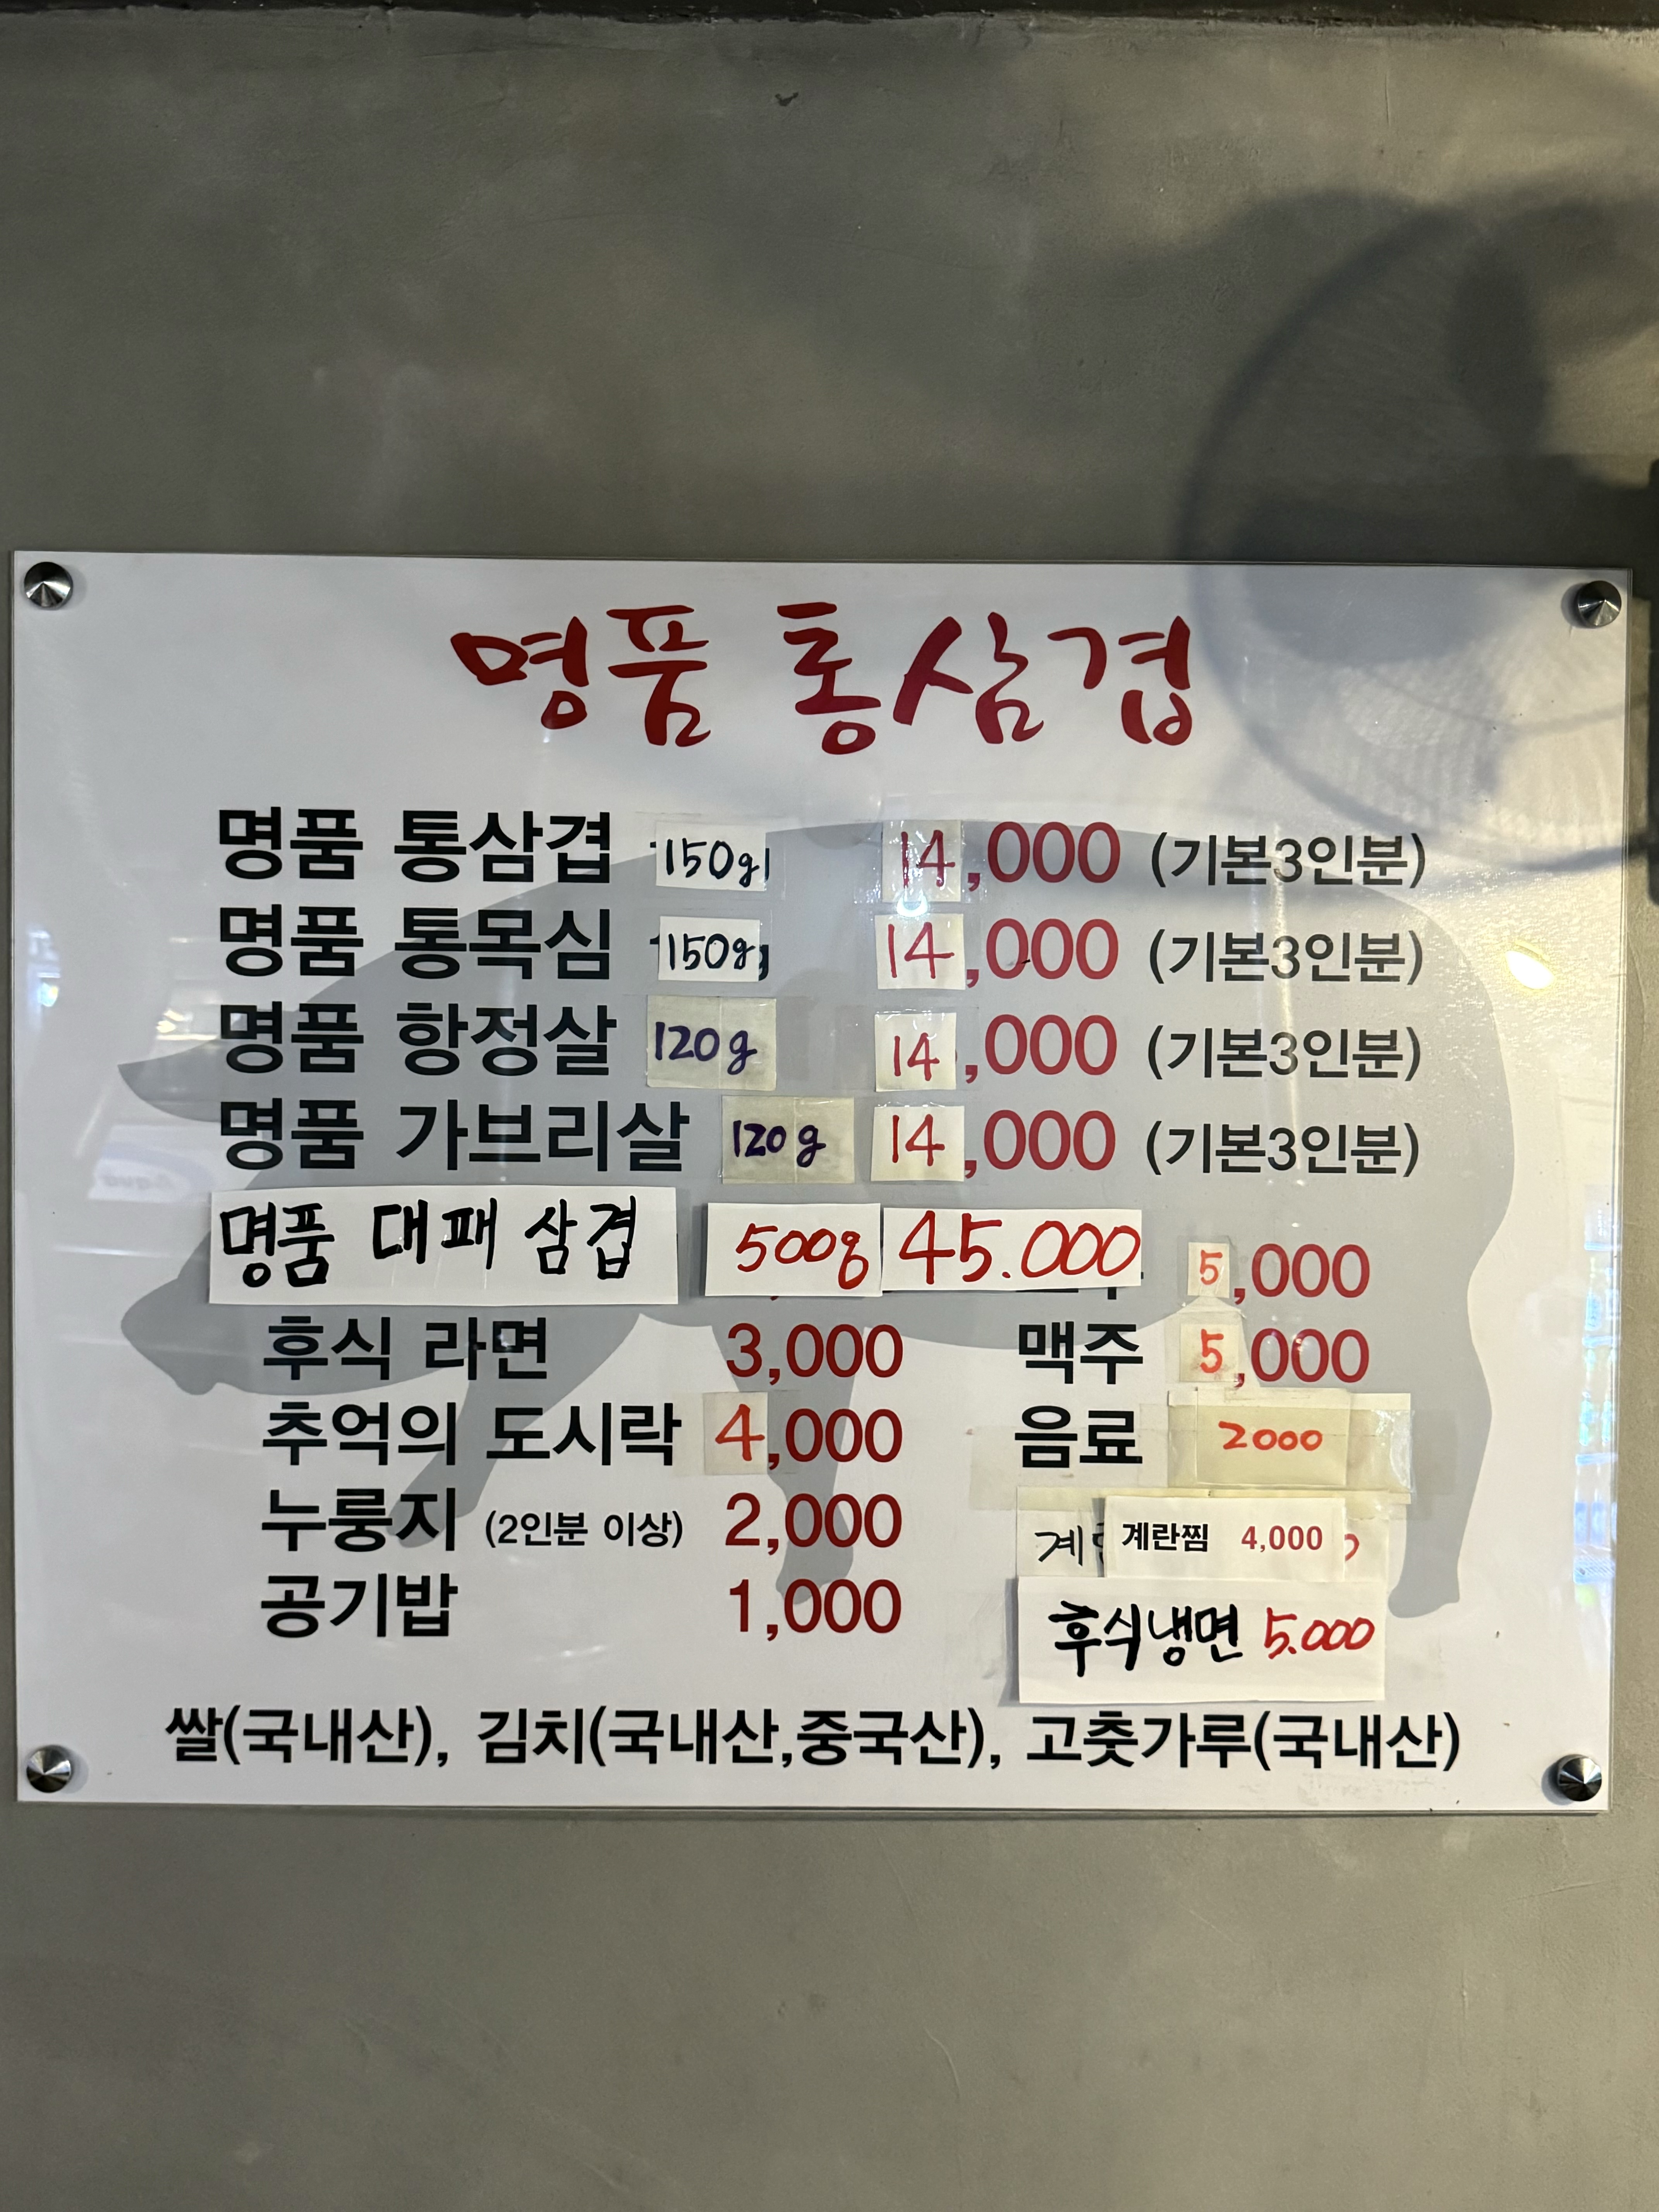 명품 통삼겹
명품 통삼겹 150g 14,000 (기본3인분)
명품 통목심 150g 14,000 (기본3인분)
명품 항정살 120g 14,000 (기본3인분)
명품 가브리살 120g 14,000 (기본3인분)
명품 대패 삼겹 500g 45.000
5,000
후식 라면 3,000 맥주 5,000
추억의 도시락 4,000 음료 2000
누룽지 (2인분 이상) 2,000 계란찜 4,000
공기밥 1,000 후식냉면 5.000
쌀(국내산), 김치(국내산,중국산), 고춧가루(국내산)